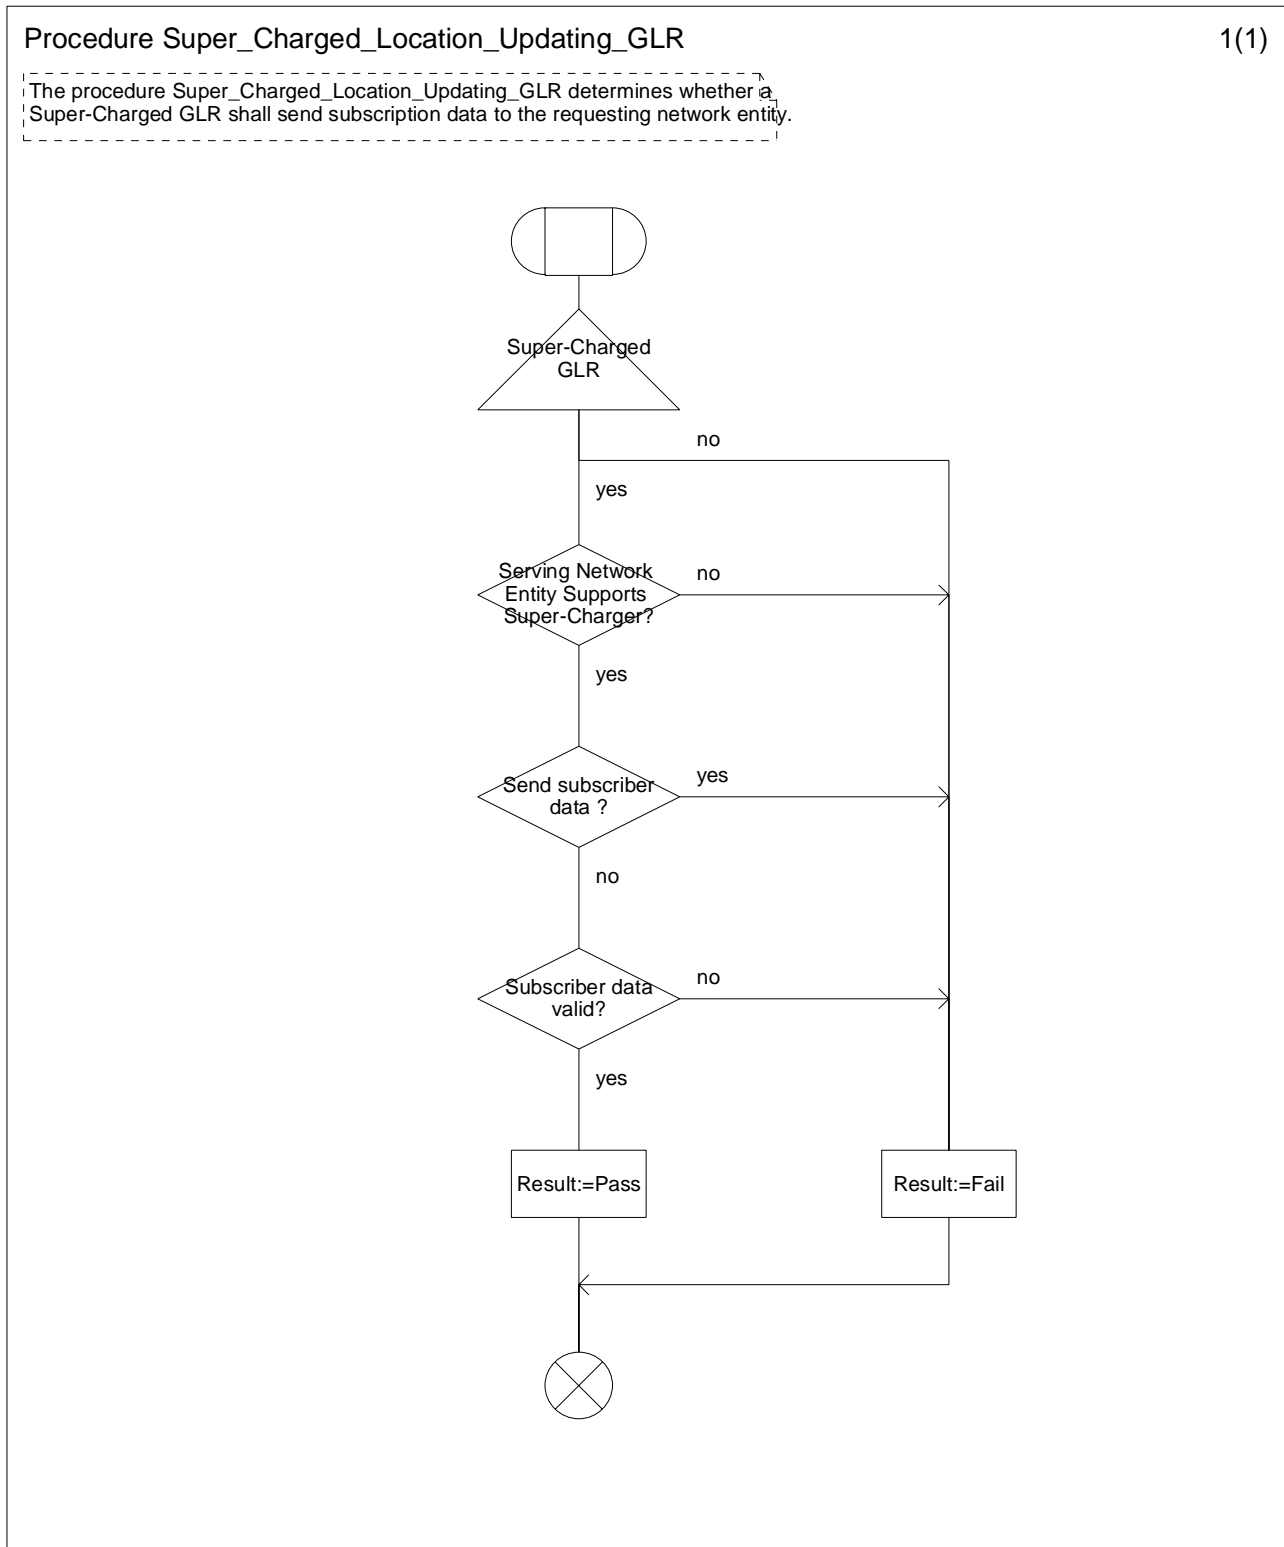 Procedure Super_Charged_Location_Updating_GLR
1(1)
The procedure Super_Charged_Location_Updating_GLR determines whether a
Super-Charged GLR shall send subscription data to the requesting network entity.
Super-Charged
GLR
no
yes
Serving Network
Entity Supports
Super-Charger?
no
yes
Send subscriber
data ?
yes
no
Subscriber data
valid?
no
yes
Result:=Pass
Result:=Fail